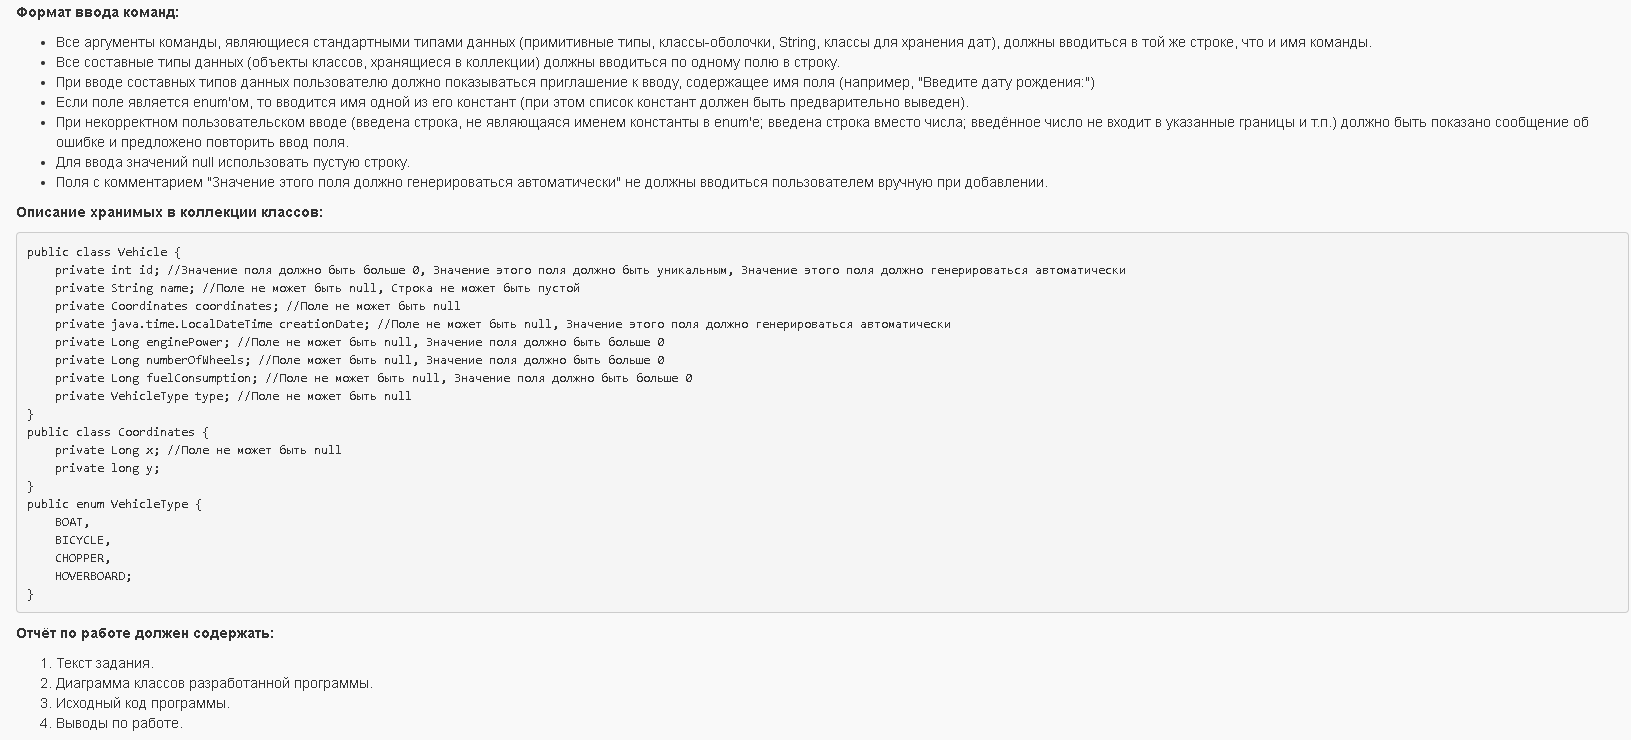 Формат ввода команд:
• Все аргументы команды, являющиеся стандартными типами данных (примитивные типы, классы-оболочки, String, классы для хранения дат), должны вводиться в той же строке, что и имя команды.
• Все составные типы данных (объекты классов, хранящиеся в коллекции) должны вводиться по одному полю в строку.
• При вводе составных типов данных пользователю должно показываться приглашение к вводу, содержащее имя поля (например, "Введите дату рождения:")
• Если поле является enum'ом, то вводится имя одной из его констант (при этом список констант должен быть предварительно выведен).
• При некорректном пользовательском вводе (введена строка, не являющаяся именем константы в enum'е; введена строка вместо числа; введённое число не входит в указанные границы и т.п.) должно быть показано сообщение об
ошибке и предложено повторить ввод поля.
• Для ввода значений null использовать пустую строку.
• Поля с комментарием "Значение этого поля должно генерироваться автоматически" не должны вводиться пользователем вручную при добавлении.
Описание хранимых в коллекции классов:
public class Vehicle {
    private int id; //Значение поля должно быть больше 0, Значение этого поля должно быть уникальным, Значение этого поля должно генерироваться автоматически
    private String name; //Поле не может быть null, Строка не может быть пустой
    private Coordinates coordinates; //Поле не может быть null
    private java.time.LocalDateTime creationDate; //Поле не может быть null, Значение этого поля должно генерироваться автоматически
    private Long enginePower; //Поле не может быть null, Значение поля должно быть больше 0
    private Long numberOfWheels; //Поле не может быть null, Значение поля должно быть больше 0
    private Long fuelConsumption; //Поле не может быть null, Значение поля должно быть больше 0
    private VehicleType type; //Поле не может быть null
}
public class Coordinates {
    private Long x; //Поле не может быть null
    private long y;
}
public enum VehicleType {
    BOAT,
    BICYCLE,
    CHOPPER,
    HOVERBOARD;
}
Отчёт по работе должен содержать:
1. Текст задания.
2. Диаграмма классов разработанной программы.
3. Исходный код программы.
4. Выводы по работе.